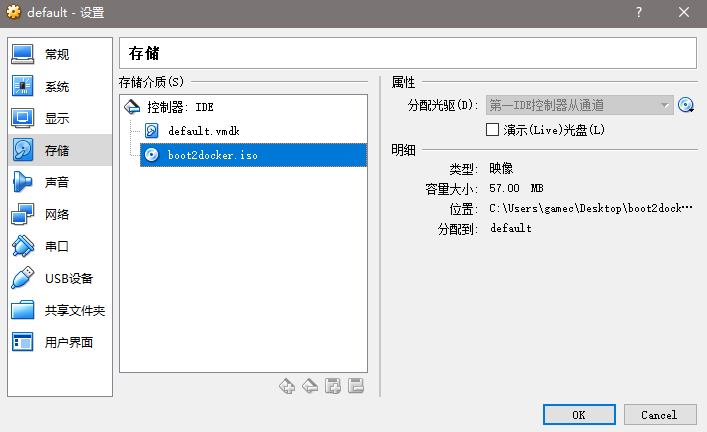 default - 设置
常规
系统
显示
存储
声音
网络
串口
USB设备
共享文件夹
用户界面
存储
存储介质(S)
控制器: IDE
default.vmdk
boot2docker.iso
属性
分配光驱(D): 第一IDE控制器从通道
演示(Live)光盘(L)
明细
类型: 映像
容量大小: 57.00 MB
位置: C:\Users\gamec\Desktop\boot2dock…
分配到: default
OK
Cancel